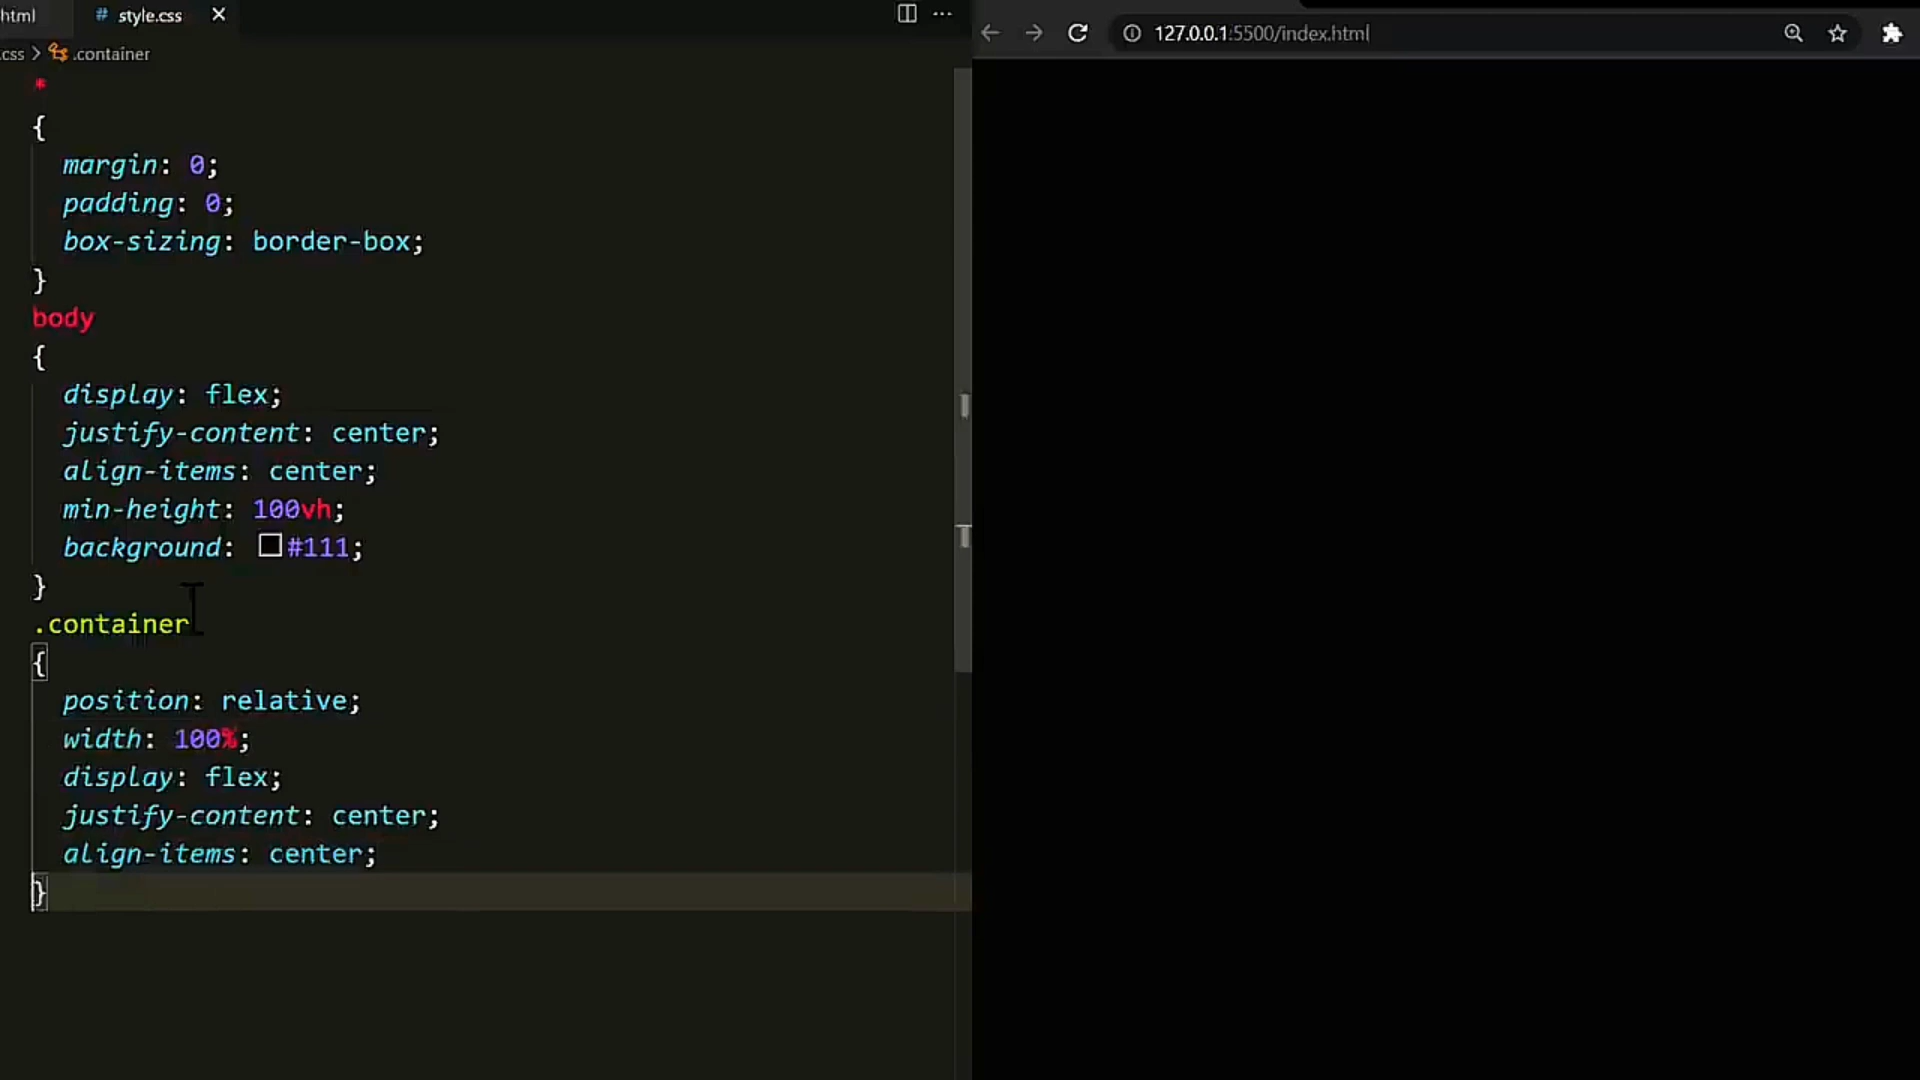 html
# style.css
127.0.0.1:5500/index.html
css > .container
*
{
margin: 0;
padding: 0;
box-sizing: border-box;
}
body
{
display: flex;
justify-content: center;
align-items: center;
min-height: 100vh;
background: #111;
}
.container
{
position: relative;
width: 100%;
display: flex;
justify-content: center;
align-items: center;
}